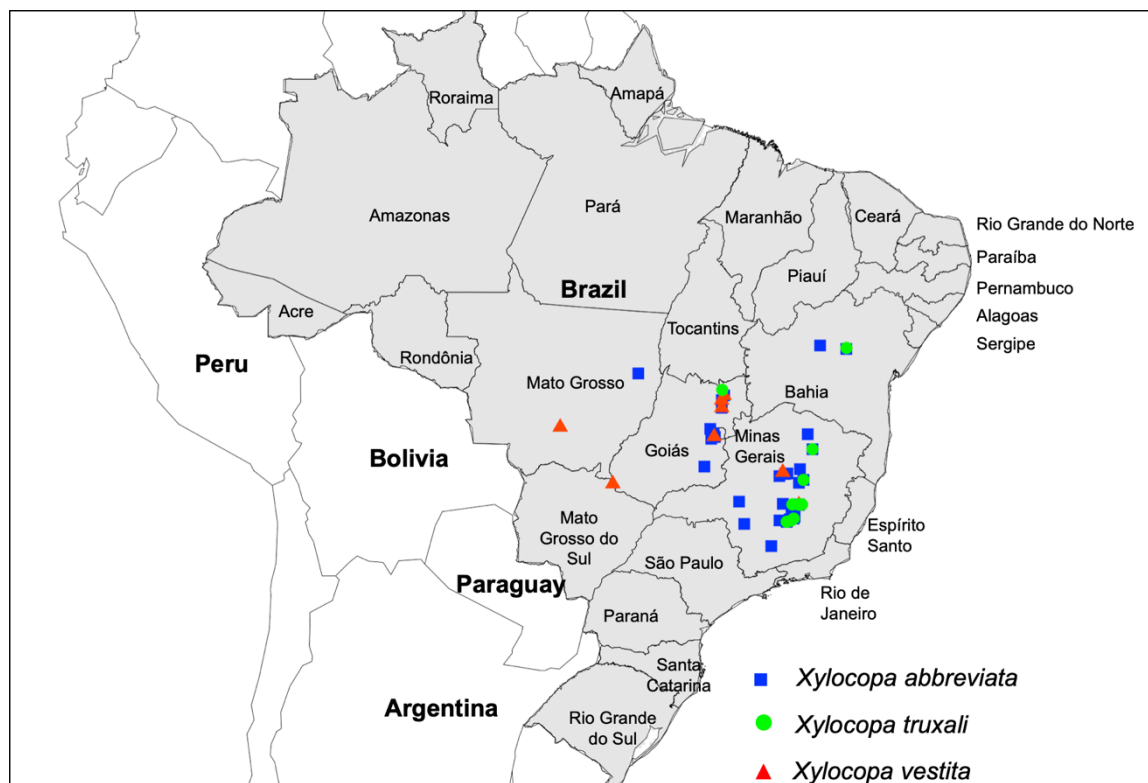 Roraima
Amapá
Amazonas
Pará
Maranhão
Ceará
Rio Grande do Norte
Paraíba
Piauí
Pernambuco
Brazil
Acre
Alagoas
Tocantins
Sergipe
Peru
Rondônia
Mato Grosso
Bahia
Minas
Gerais
Goiás
Bolivia
Mato
Grosso do
Sul
Espírito
Santo
São Paulo
Paraguay
Rio de
Janeiro
Paraná
Santa
Catarina
Xylocopa abbreviata
Argentina
Rio Grande
do Sul
Xylocopa truxali
Xylocopa vestita